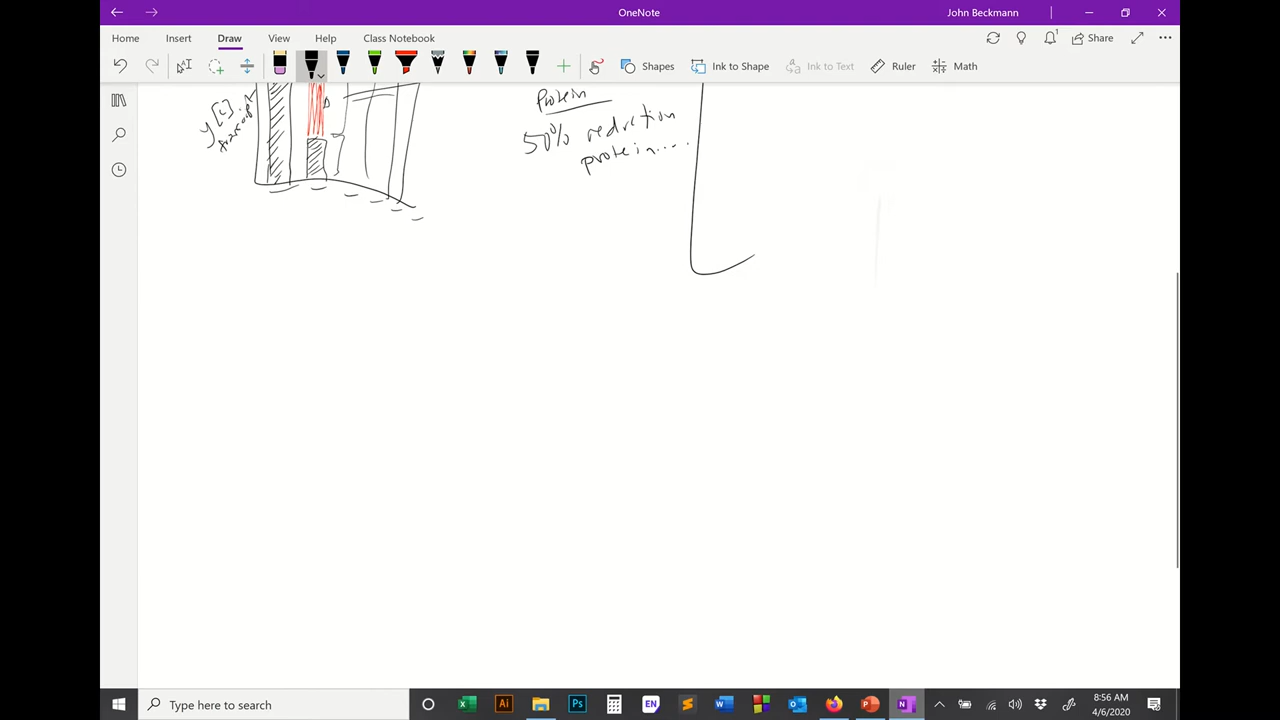 OneNote
John Beckmann
Home Insert Draw View Help Class Notebook
Share
Shapes Ink to Shape Ink to Text Ruler Math
Protein
50% reduction
protein....
y [C]
transcript
Type here to search
8:56 AM
4/6/2020